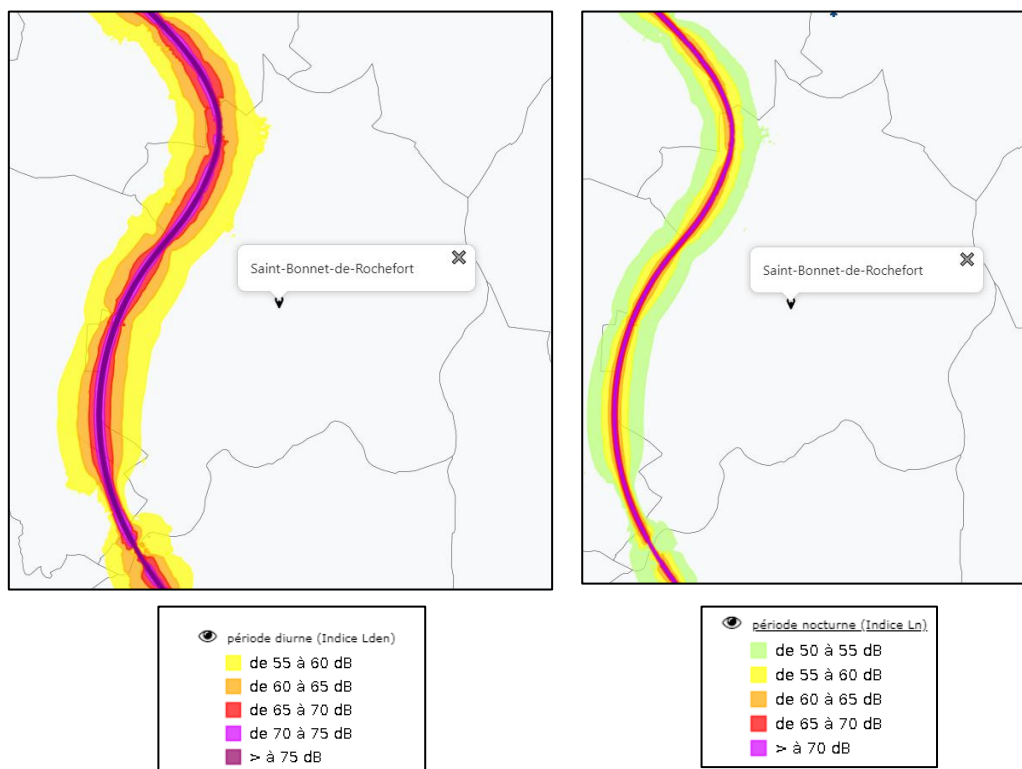 Saint-Bonnet-de-Rochefort
Saint-Bonnet-de-Rochefort
période diurne (Indice Lden)
de 55 à 60 dB
de 60 à 65 dB
de 65 à 70 dB
de 70 à 75 dB
> à 75 dB
période nocturne (Indice Ln)
de 50 à 55 dB
de 55 à 60 dB
de 60 à 65 dB
de 65 à 70 dB
> à 70 dB